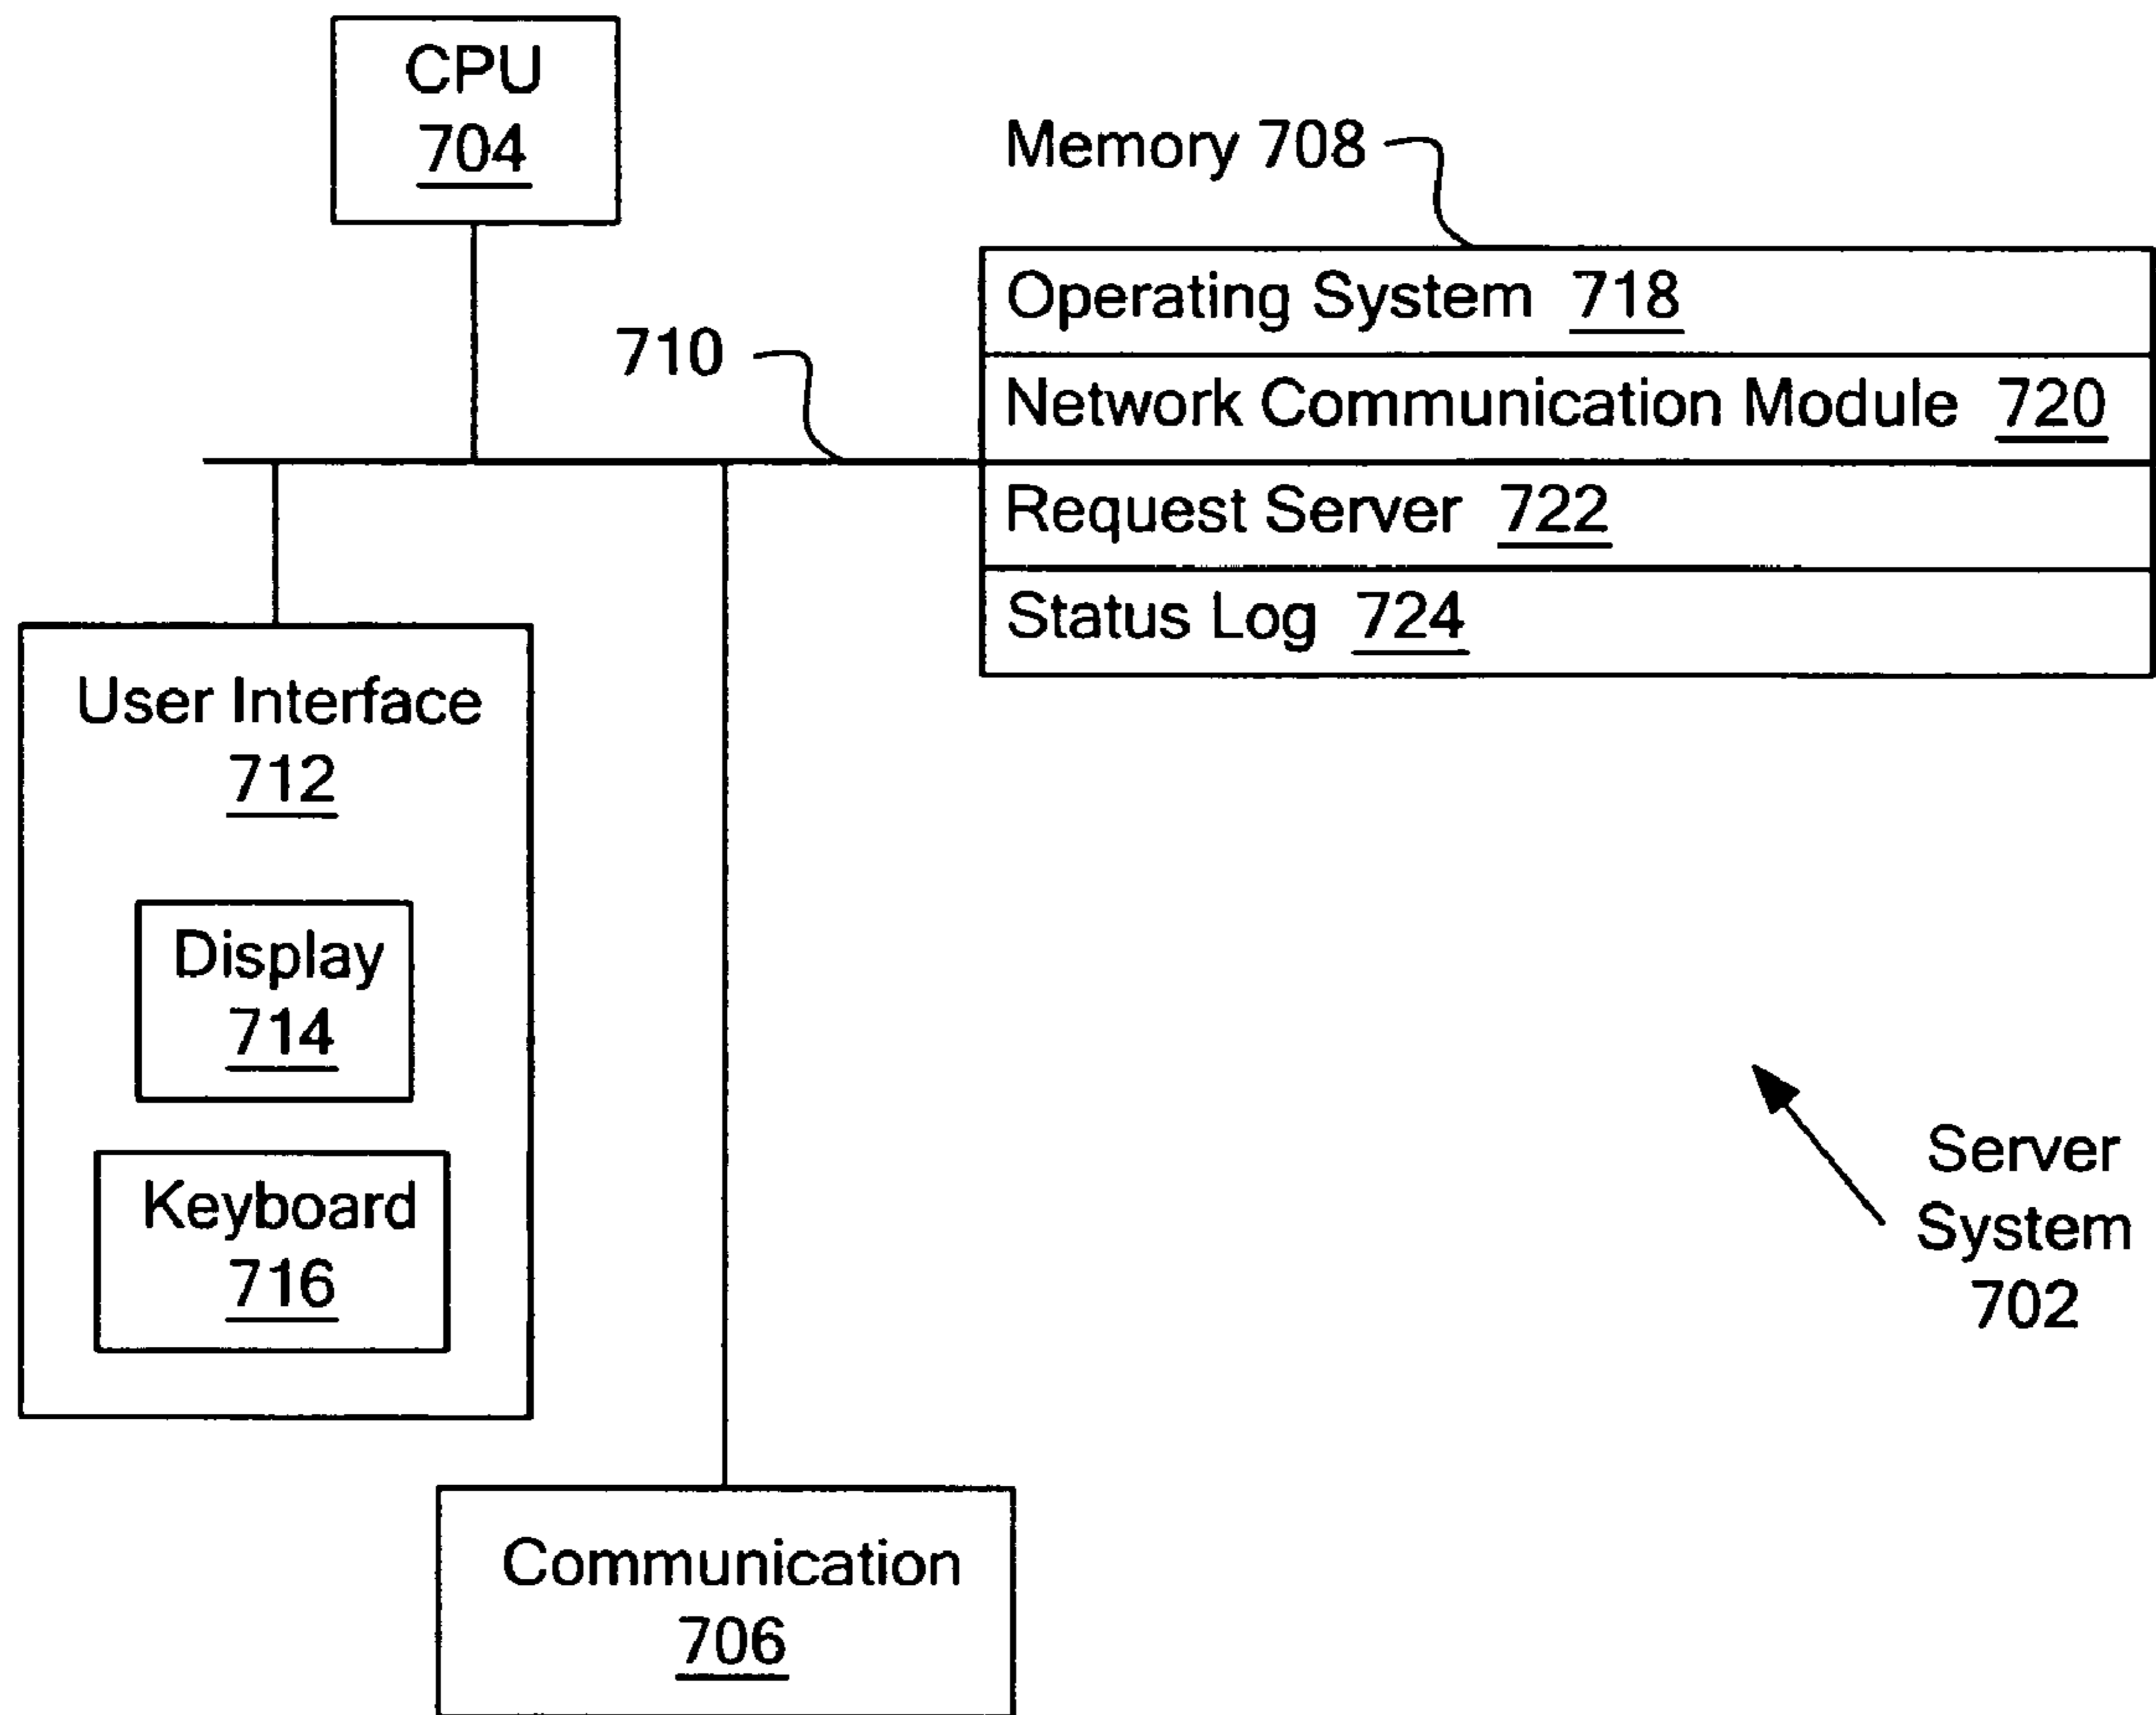 CPU
704
Memory 708
Operating System 718
710
Network Communication Module 720
Request Server 722
Status Log 724
User Interface
712
Display
714
Keyboard
716
Server
System
702
Communication
706